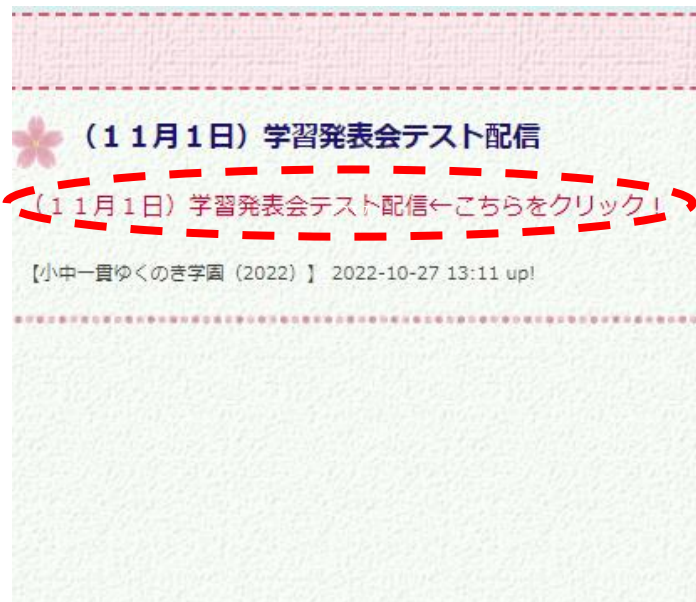 （１１月１日）学習発表会テスト配信
（１１月１日）学習発表会テスト配信←こちらをクリック！
【小中一貫ゆくのき学園（2022）】 2022-10-27 13:11 up!